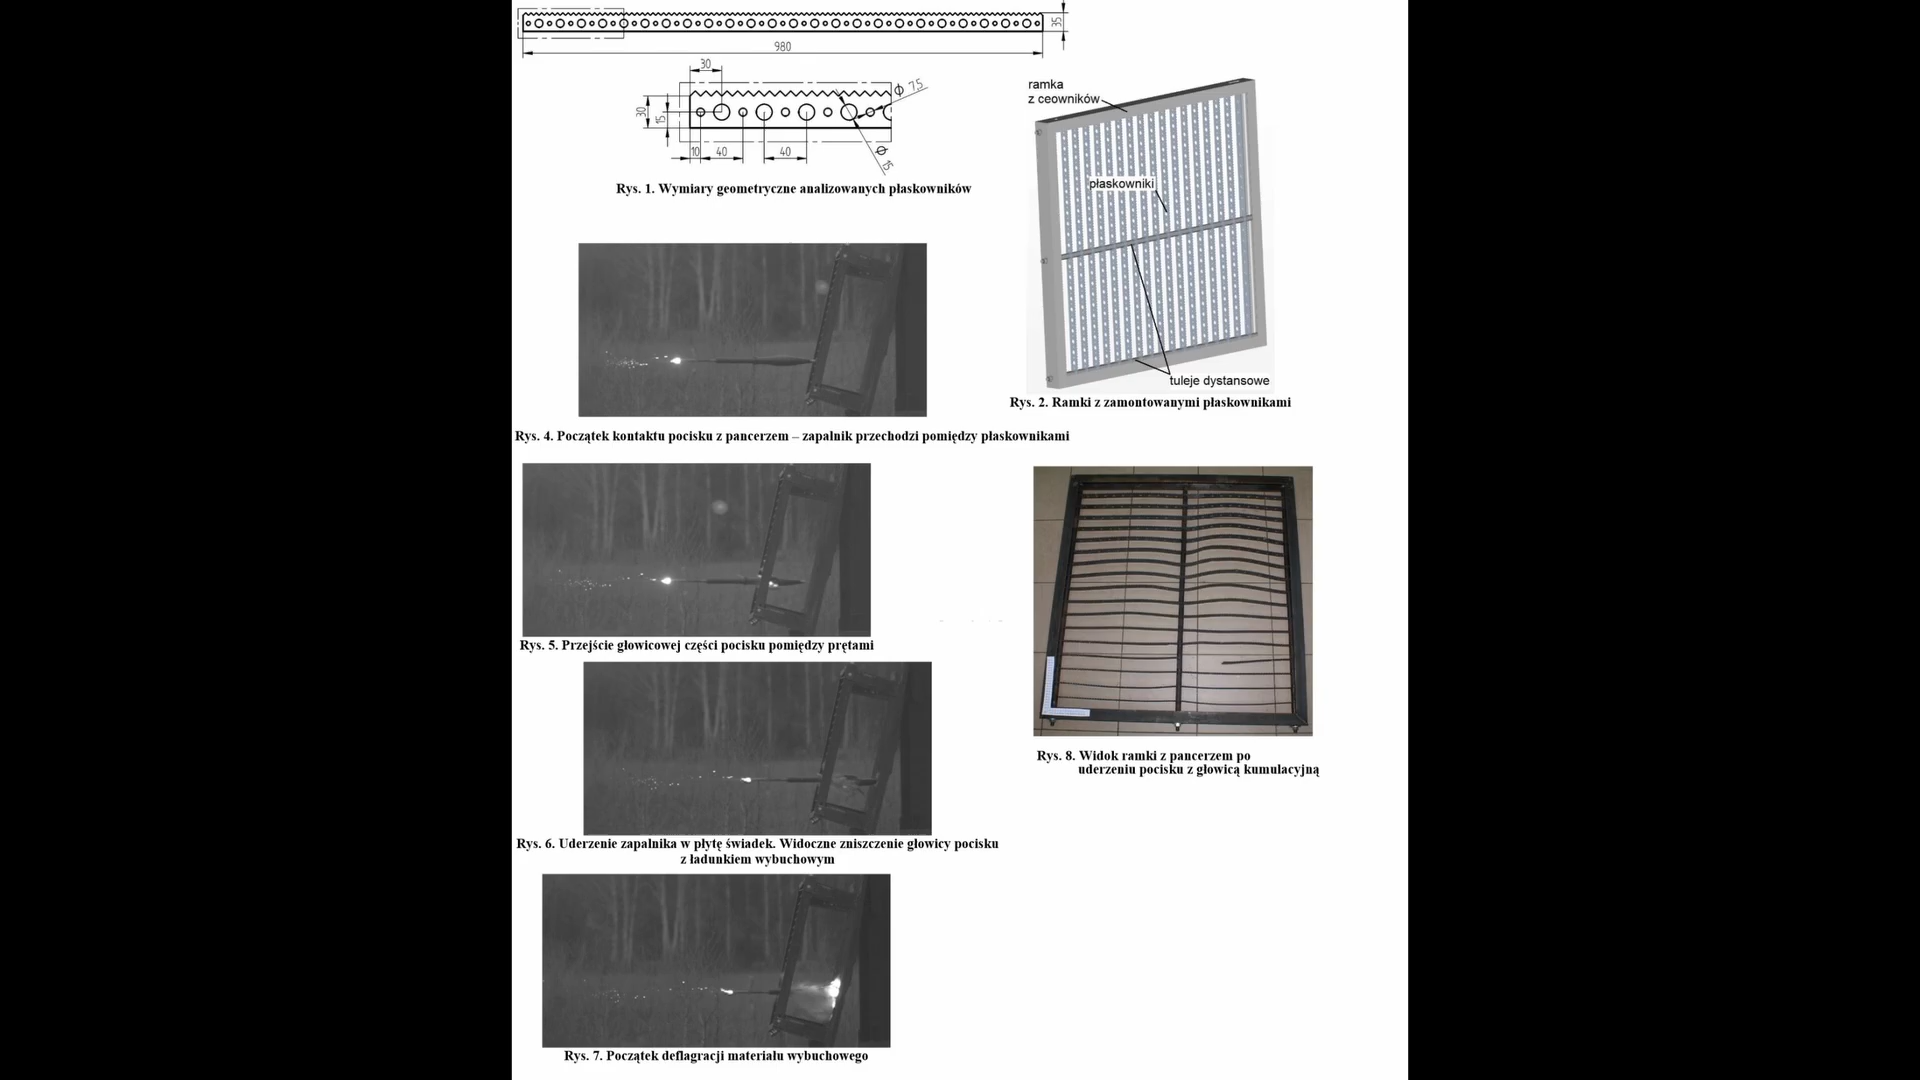 35
980
30
ϕ 7,5
30
15
10
40
40
ϕ 15
Rys. 1. Wymiary geometryczne analizowanych płaskowników
ramka
z ceowników
płaskowniki
tuleje dystansowe
Rys. 2. Ramki z zamontowanymi płaskownikami
Rys. 4. Początek kontaktu pocisku z pancerzem – zapalnik przechodzi pomiędzy płaskownikami
Rys. 5. Przejście głowicowej części pocisku pomiędzy prętami
Rys. 6. Uderzenie zapalnika w płytę świadek. Widoczne zniszczenie głowicy pocisku
z ładunkiem wybuchowym
Rys. 8. Widok ramki z pancerzem po
uderzeniu pocisku z głowicą kumulacyjną
Rys. 7. Początek deflagracji materiału wybuchowego